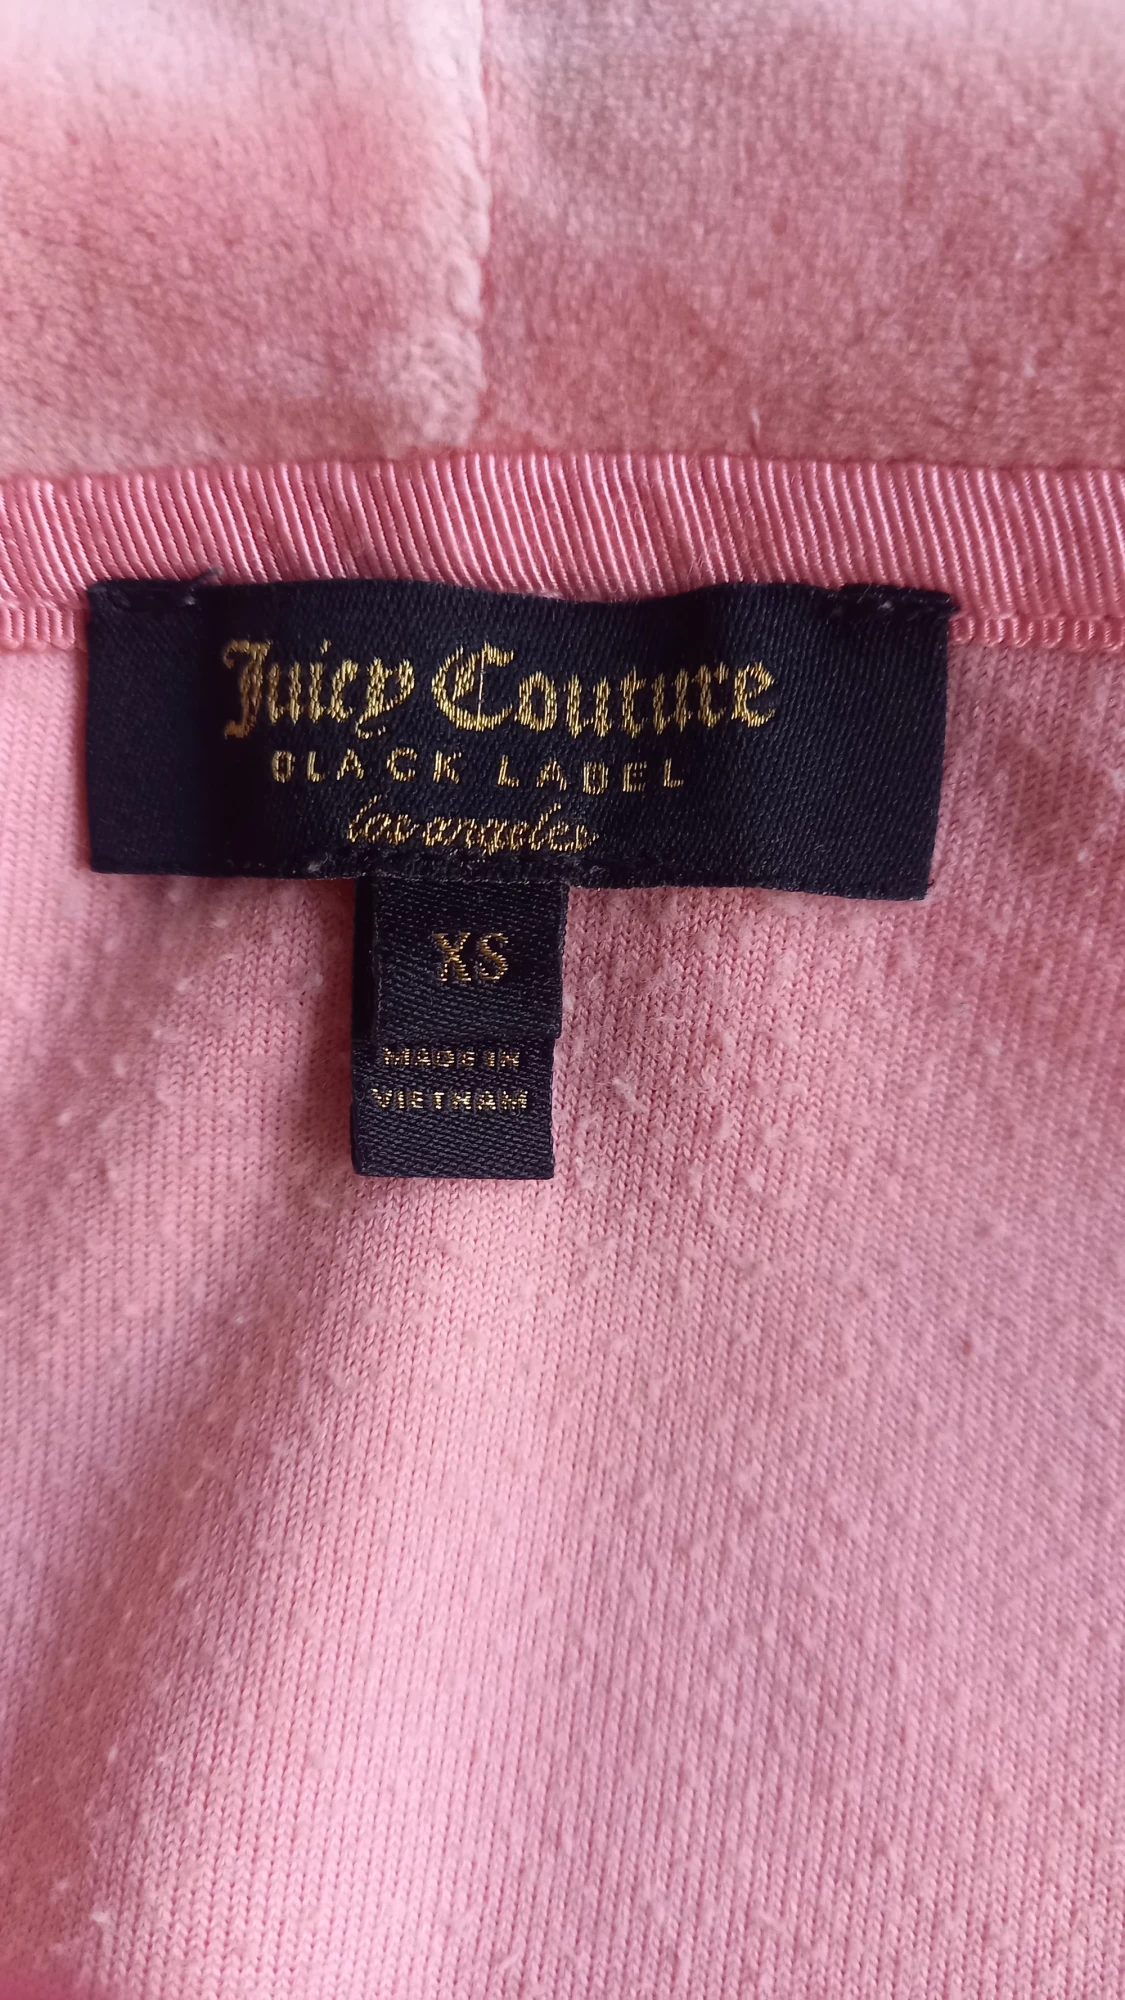 Juicy Couture
BLACK LABEL
los angeles
XS
MADE IN
VIETNAM